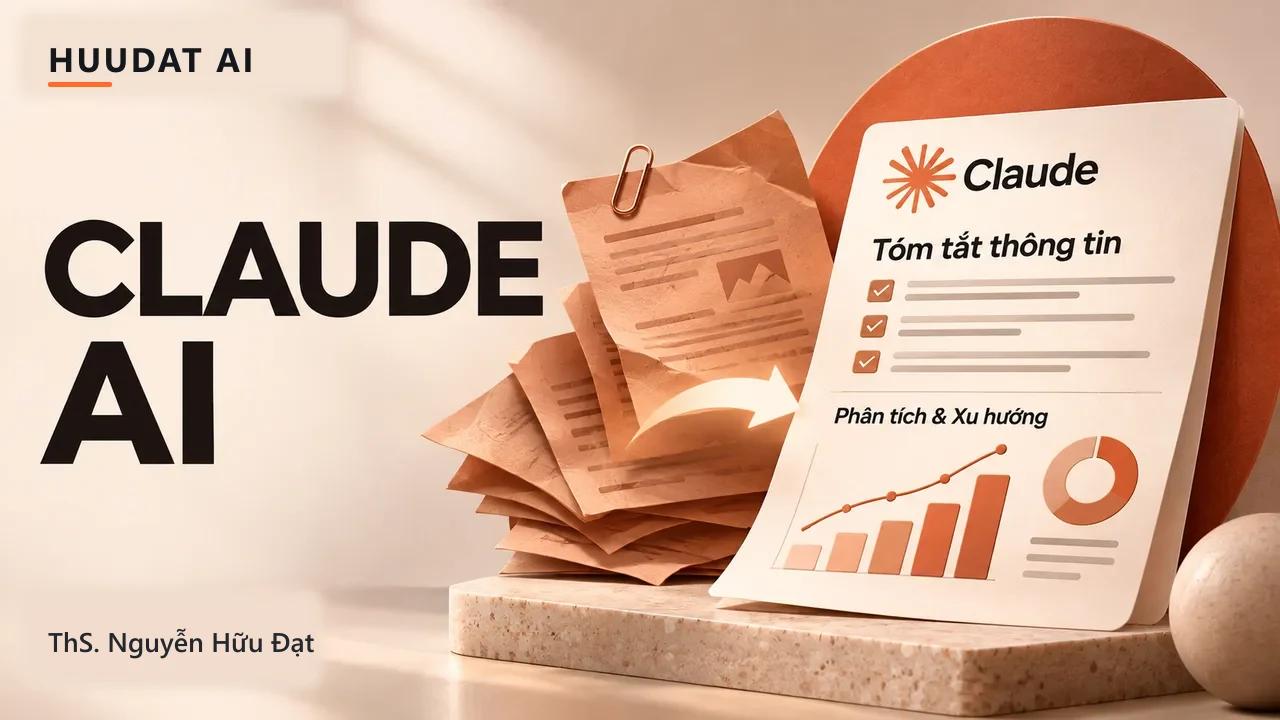 HUUDAT AI
CLAUDE
AI
ThS. Nguyễn Hữu Đạt
Claude
Tóm tắt thông tin
Phân tích & Xu hướng